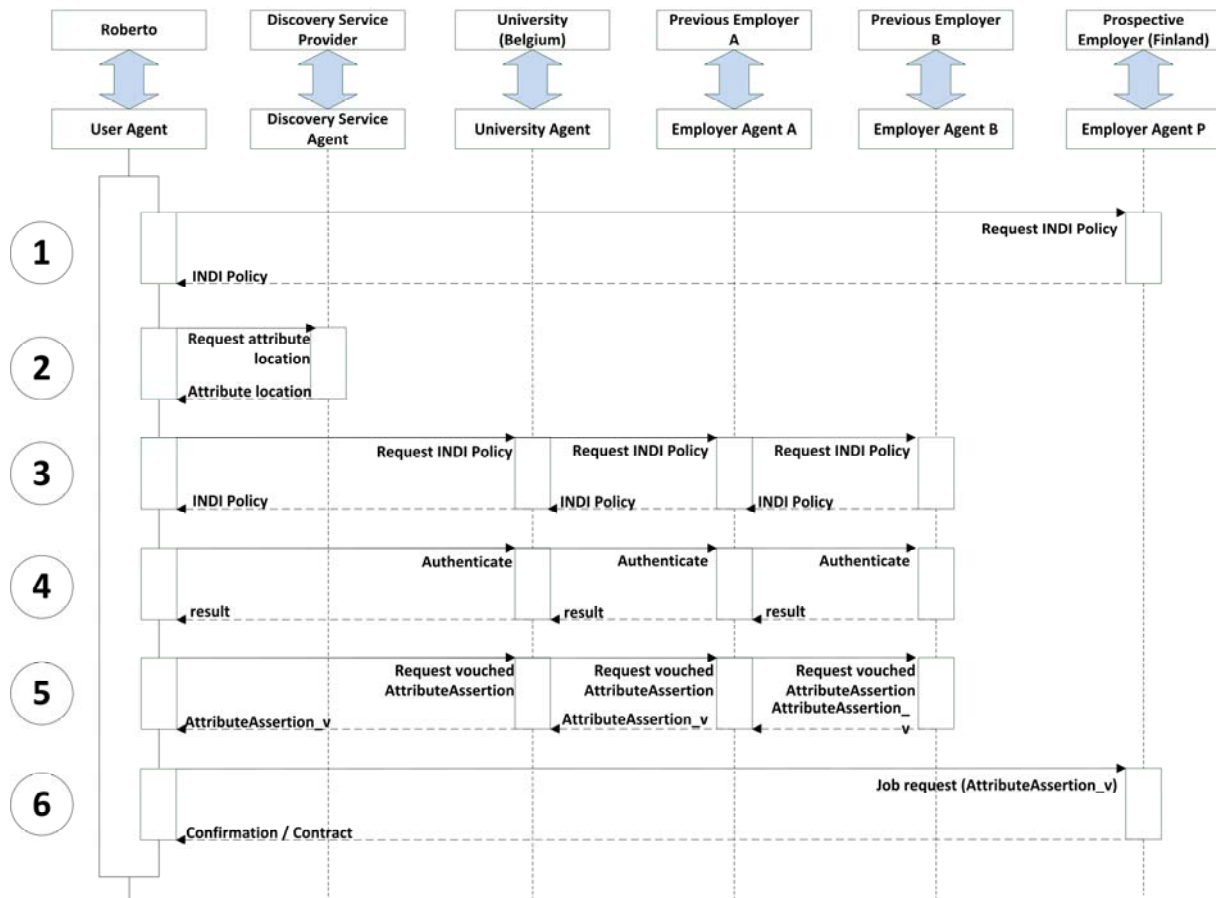 Roberto
Discovery Service
Provider
University
(Belgium)
Previous Employer
A
Previous Employer
B
Prospective
Employer (Finland)
User Agent
Discovery Service
Agent
University Agent
Employer Agent A
Employer Agent B
Employer Agent P
1
Request INDI Policy
INDI Policy
2
Request attribute
location
Attribute location
3
Request INDI Policy
Request INDI Policy
Request INDI Policy
INDI Policy
INDI Policy
INDI Policy
4
Authenticate
Authenticate
Authenticate
result
result
result
5
Request vouched
AttributeAssertion
Request vouched
AttributeAssertion
Request vouched
AttributeAssertion
AttributeAssertion_v
AttributeAssertion_v
AttributeAssertion_
v
6
Job request (AttributeAssertion_v)
Confirmation / Contract